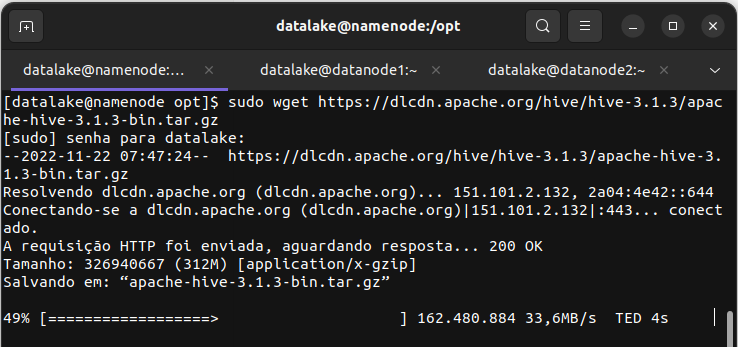 datalake@namenode:/opt
datalake@namenode:... datalake@datanode1:~ datalake@datanode2:~
[datalake@namenode opt]$ sudo wget https://dlcdn.apache.org/hive/hive-3.1.3/apac
he-hive-3.1.3-bin.tar.gz
[sudo] senha para datalake:
--2022-11-22 07:47:24--  https://dlcdn.apache.org/hive/hive-3.1.3/apache-hive-3.
1.3-bin.tar.gz
Resolvendo dlcdn.apache.org (dlcdn.apache.org)... 151.101.2.132, 2a04:4e42::644
Conectando-se a dlcdn.apache.org (dlcdn.apache.org)|151.101.2.132|:443... conect
ado.
A requisição HTTP foi enviada, aguardando resposta... 200 OK
Tamanho: 326940667 (312M) [application/x-gzip]
Salvando em: “apache-hive-3.1.3-bin.tar.gz”
49% [==================>                    ] 162.480.884 33,6MB/s  TED 4s